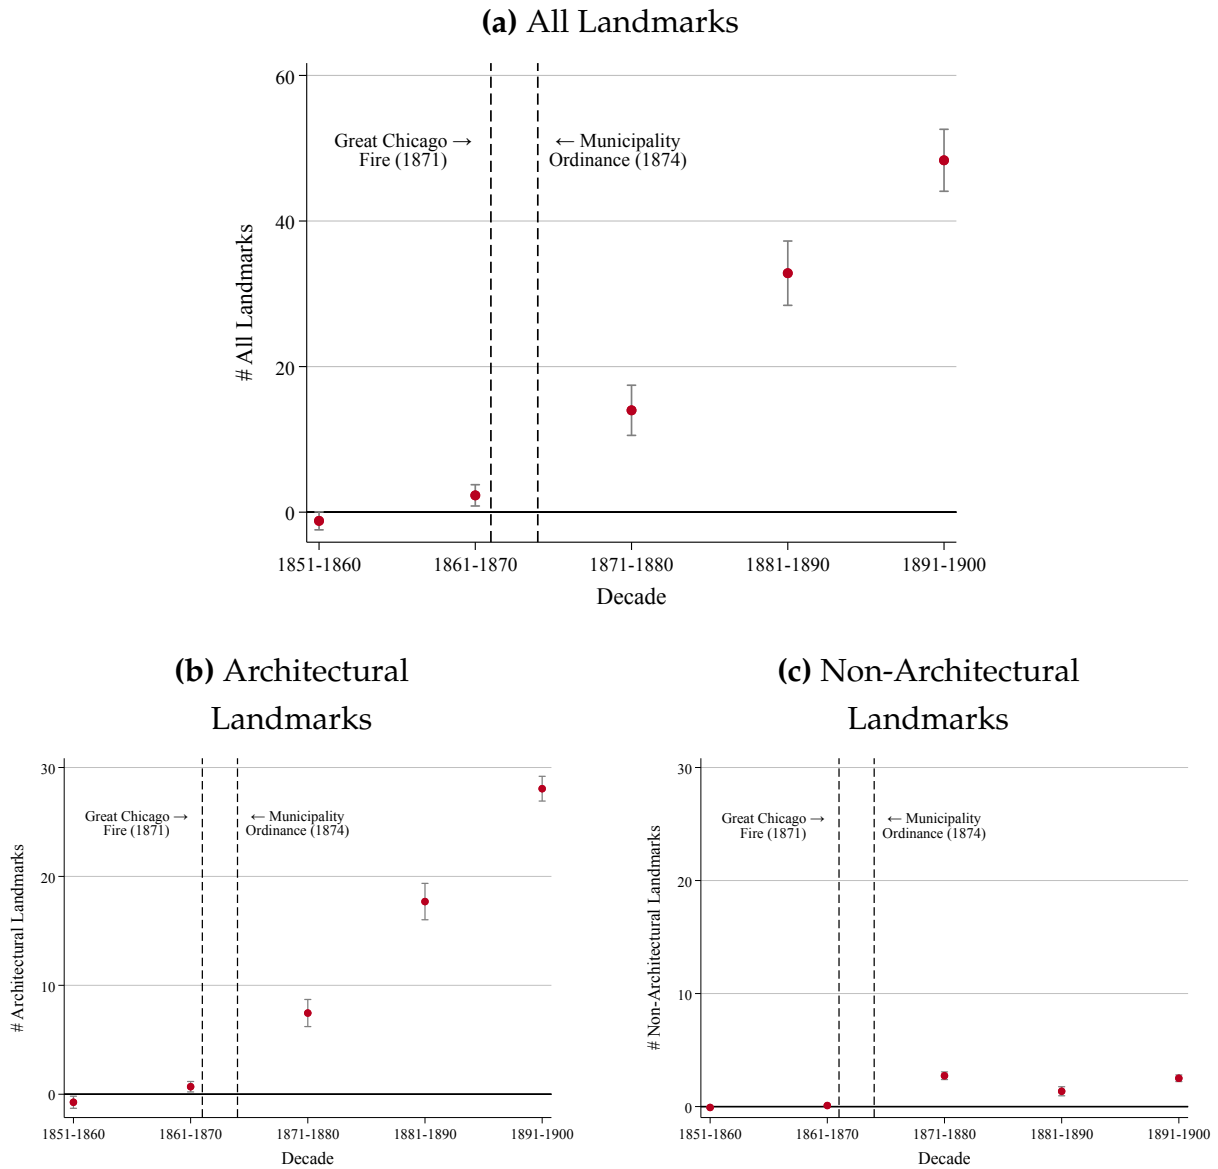 (a) All Landmarks
60
40
20
0
# All Landmarks
Great Chicago →
Fire (1871)
← Municipality
Ordinance (1874)
1851-1860
1861-1870
1871-1880
1881-1890
1891-1900
Decade
(b) Architectural
Landmarks
30
20
10
0
# Architectural Landmarks
Great Chicago →
Fire (1871)
← Municipality
Ordinance (1874)
1851-1860
1861-1870
1871-1880
1881-1890
1891-1900
Decade
(c) Non-Architectural
Landmarks
30
20
10
0
# Non-Architectural Landmarks
Great Chicago →
Fire (1871)
← Municipality
Ordinance (1874)
1851-1860
1861-1870
1871-1880
1881-1890
1891-1900
Decade